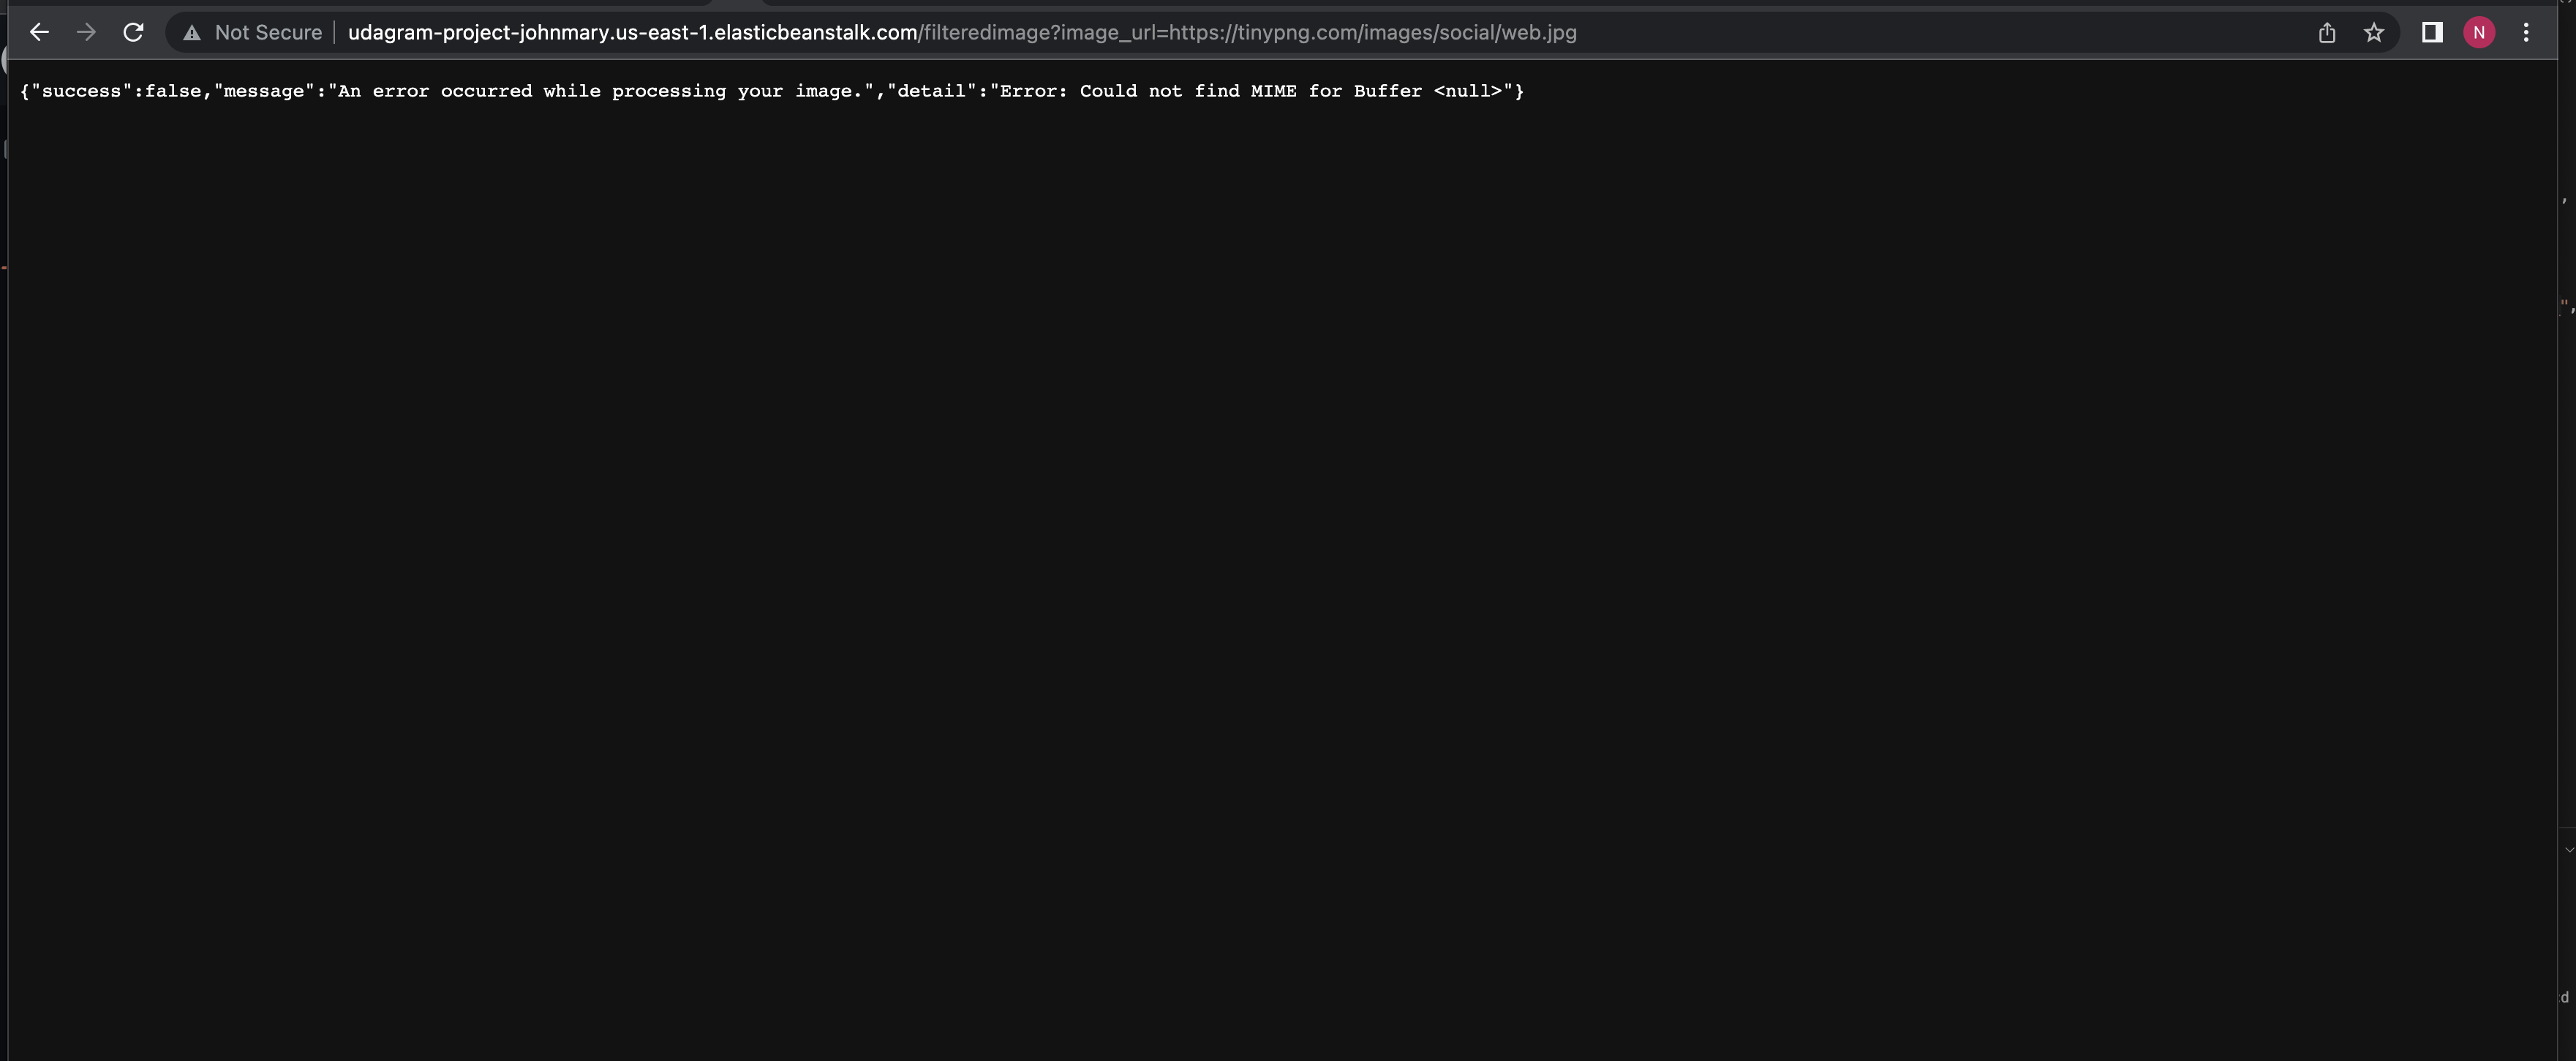 Not Secure | udagram-project-johnmary.us-east-1.elasticbeanstalk.com/filteredimage?image_url=https://tinypng.com/images/social/web.jpg
N
{"success":false,"message":"An error occurred while processing your image.","detail":"Error: Could not find MIME for Buffer <null>"}
,
",
d